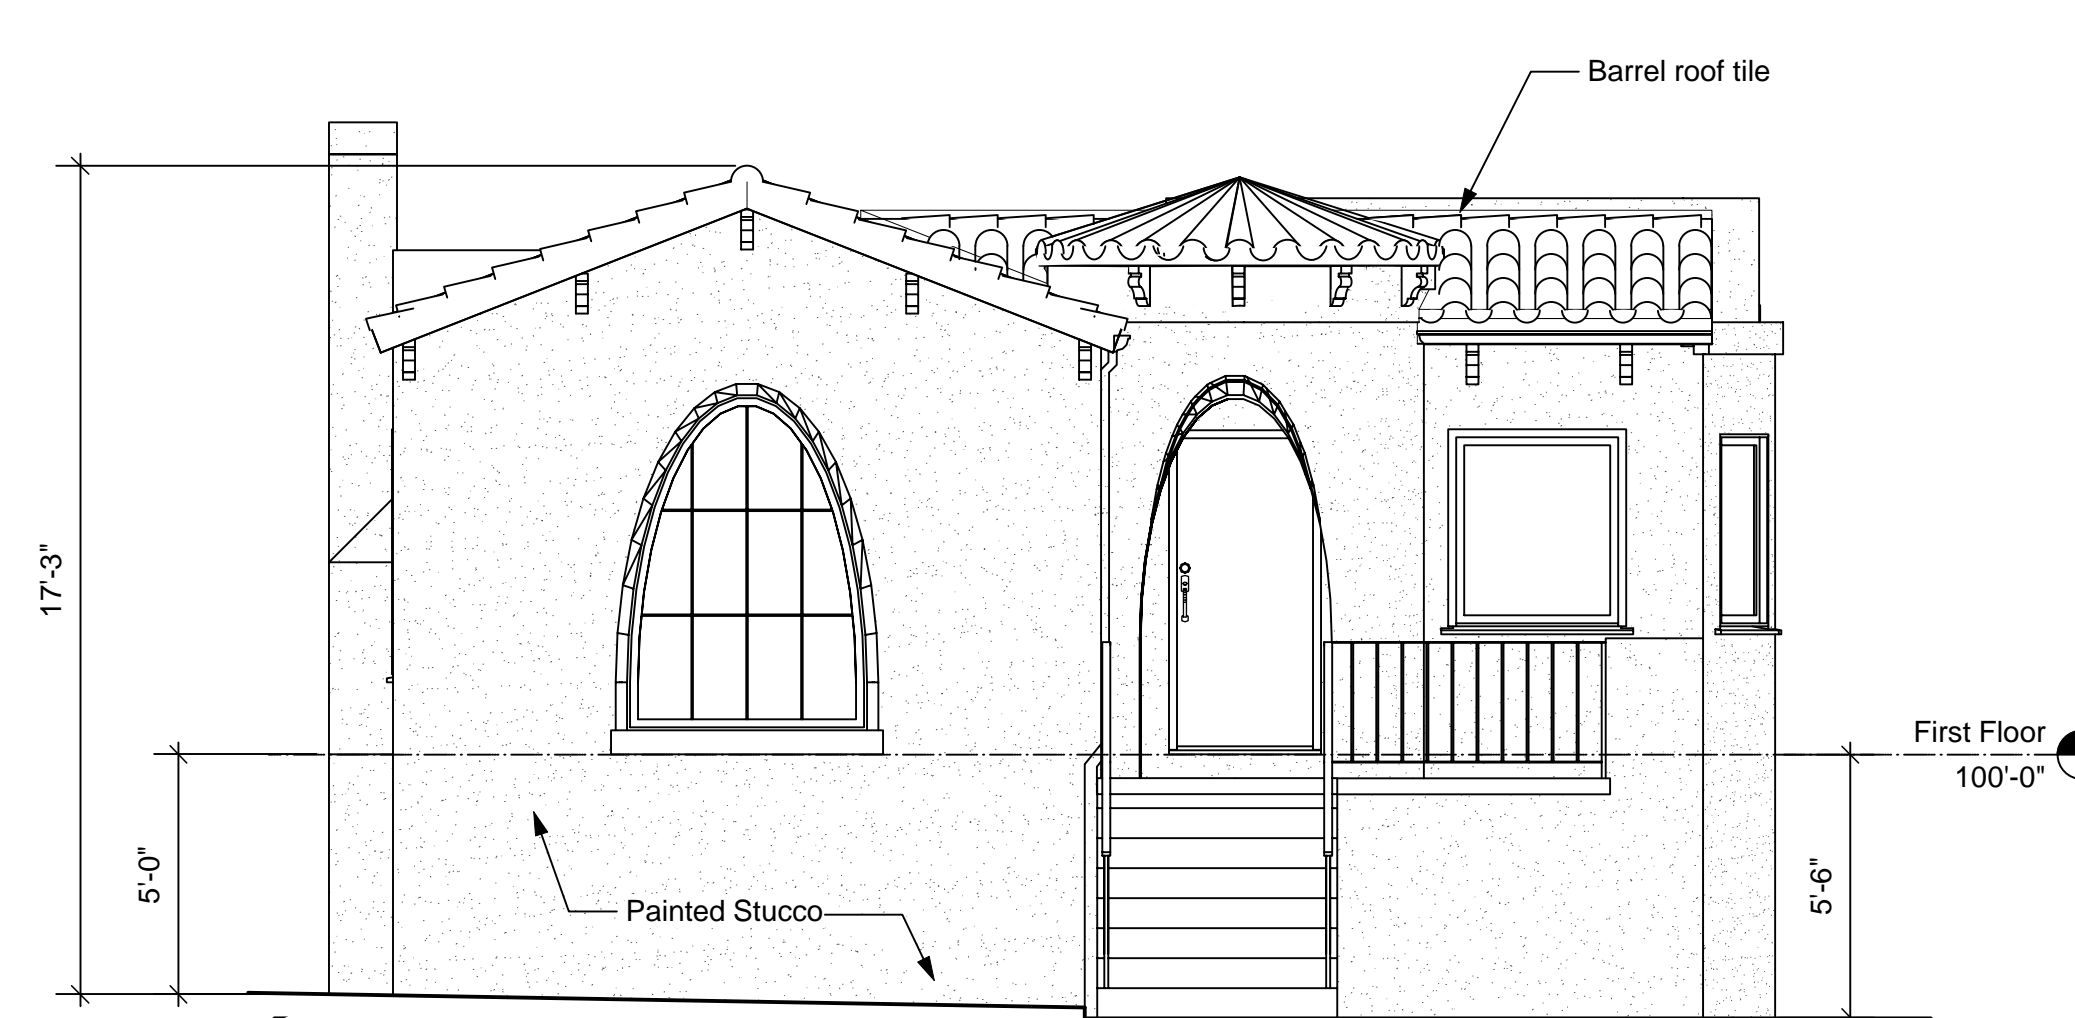 Barrel roof tile
17'-3"
First Floor
100'-0"
5'-0"
5'-6"
Painted Stucco